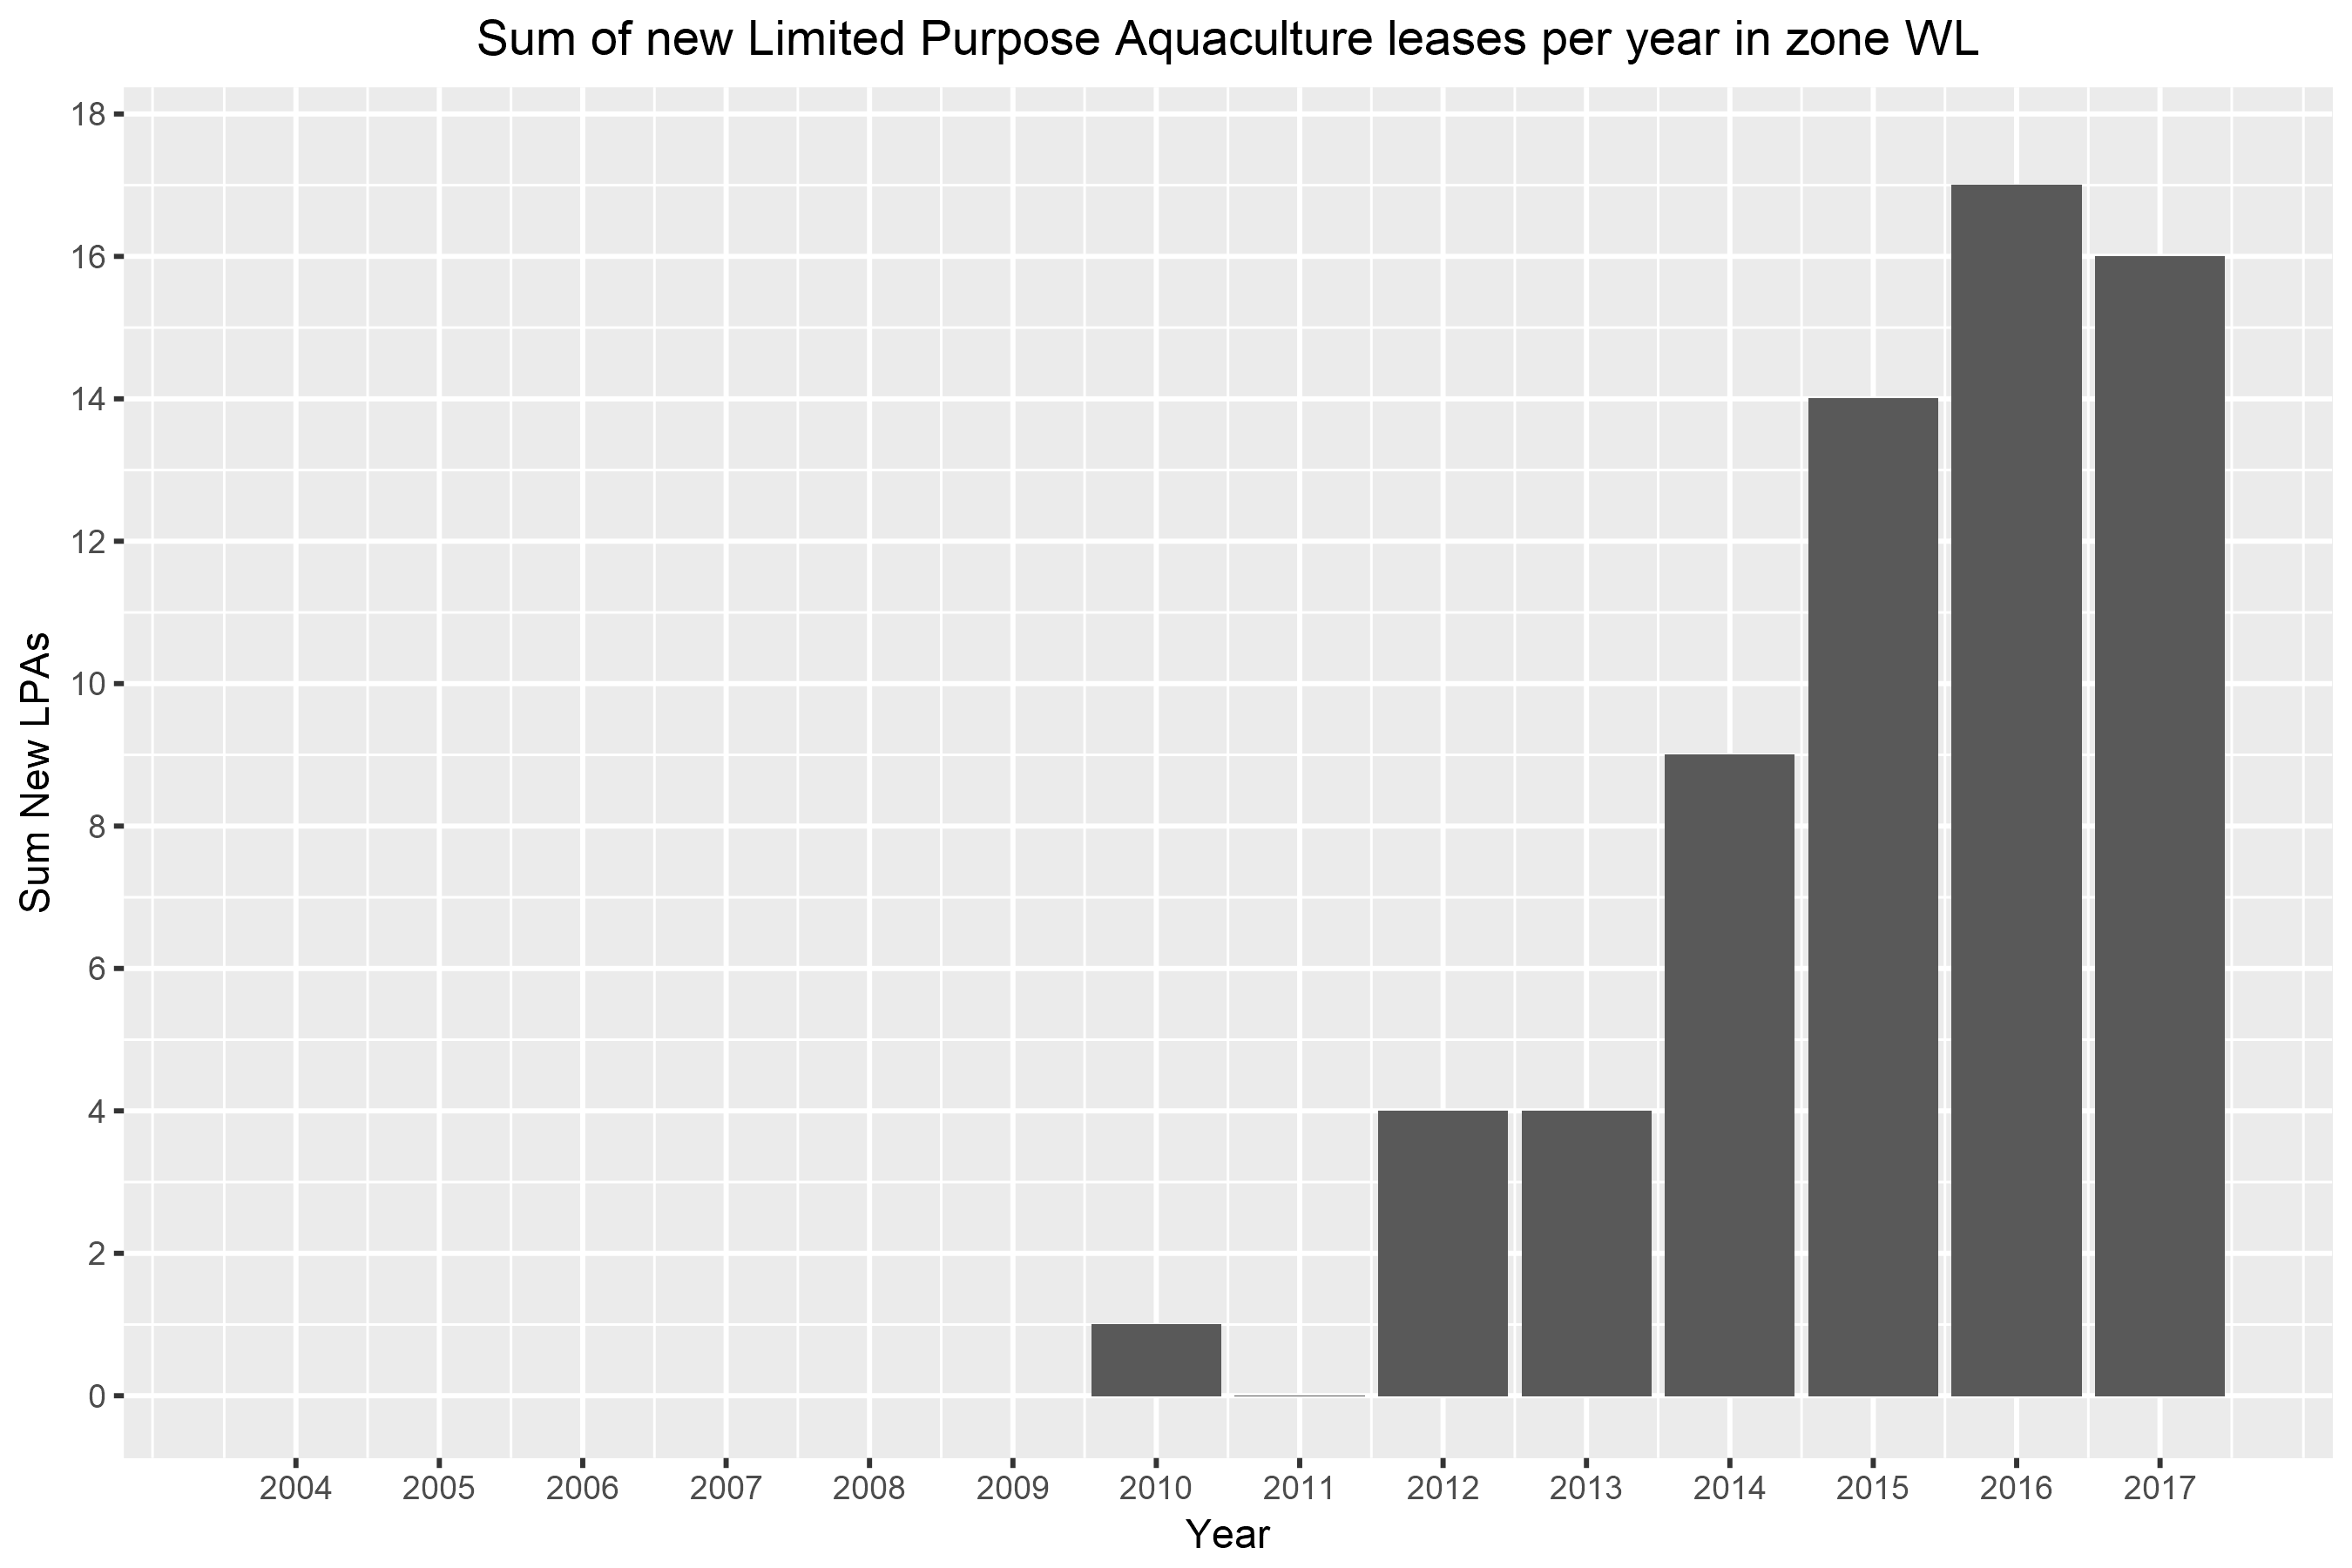 Sum of new Limited Purpose Aquaculture leases per year in zone WL
Sum New LPAs
18
16
14
12
10
8
6
4
2
0
2004 2005 2006 2007 2008 2009 2010 2011 2012 2013 2014 2015 2016 2017
Year